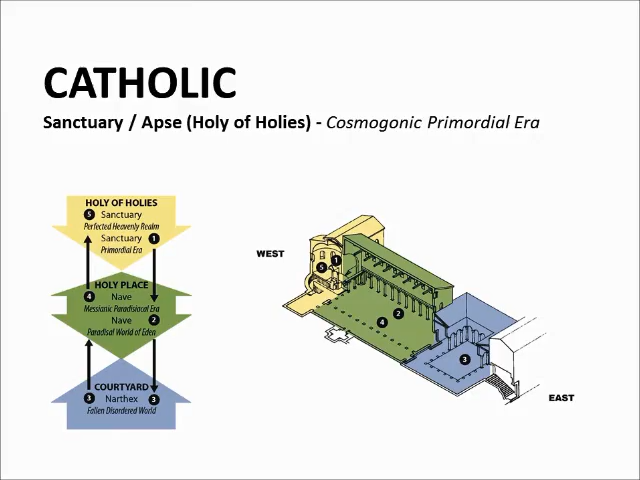 CATHOLIC
Sanctuary / Apse (Holy of Holies) - Cosmogonic Primordial Era
HOLY OF HOLIES
5 Sanctuary
Perfected Heavenly Realm
Sanctuary 1
Primordial Era
HOLY PLACE
4 Nave
Messianic Paradisiacal Era
Nave 2
Paradisal World of Eden
COURTYARD
3 Narthex 3
Fallen Disordered World
WEST
5 1
2
4
3
EAST